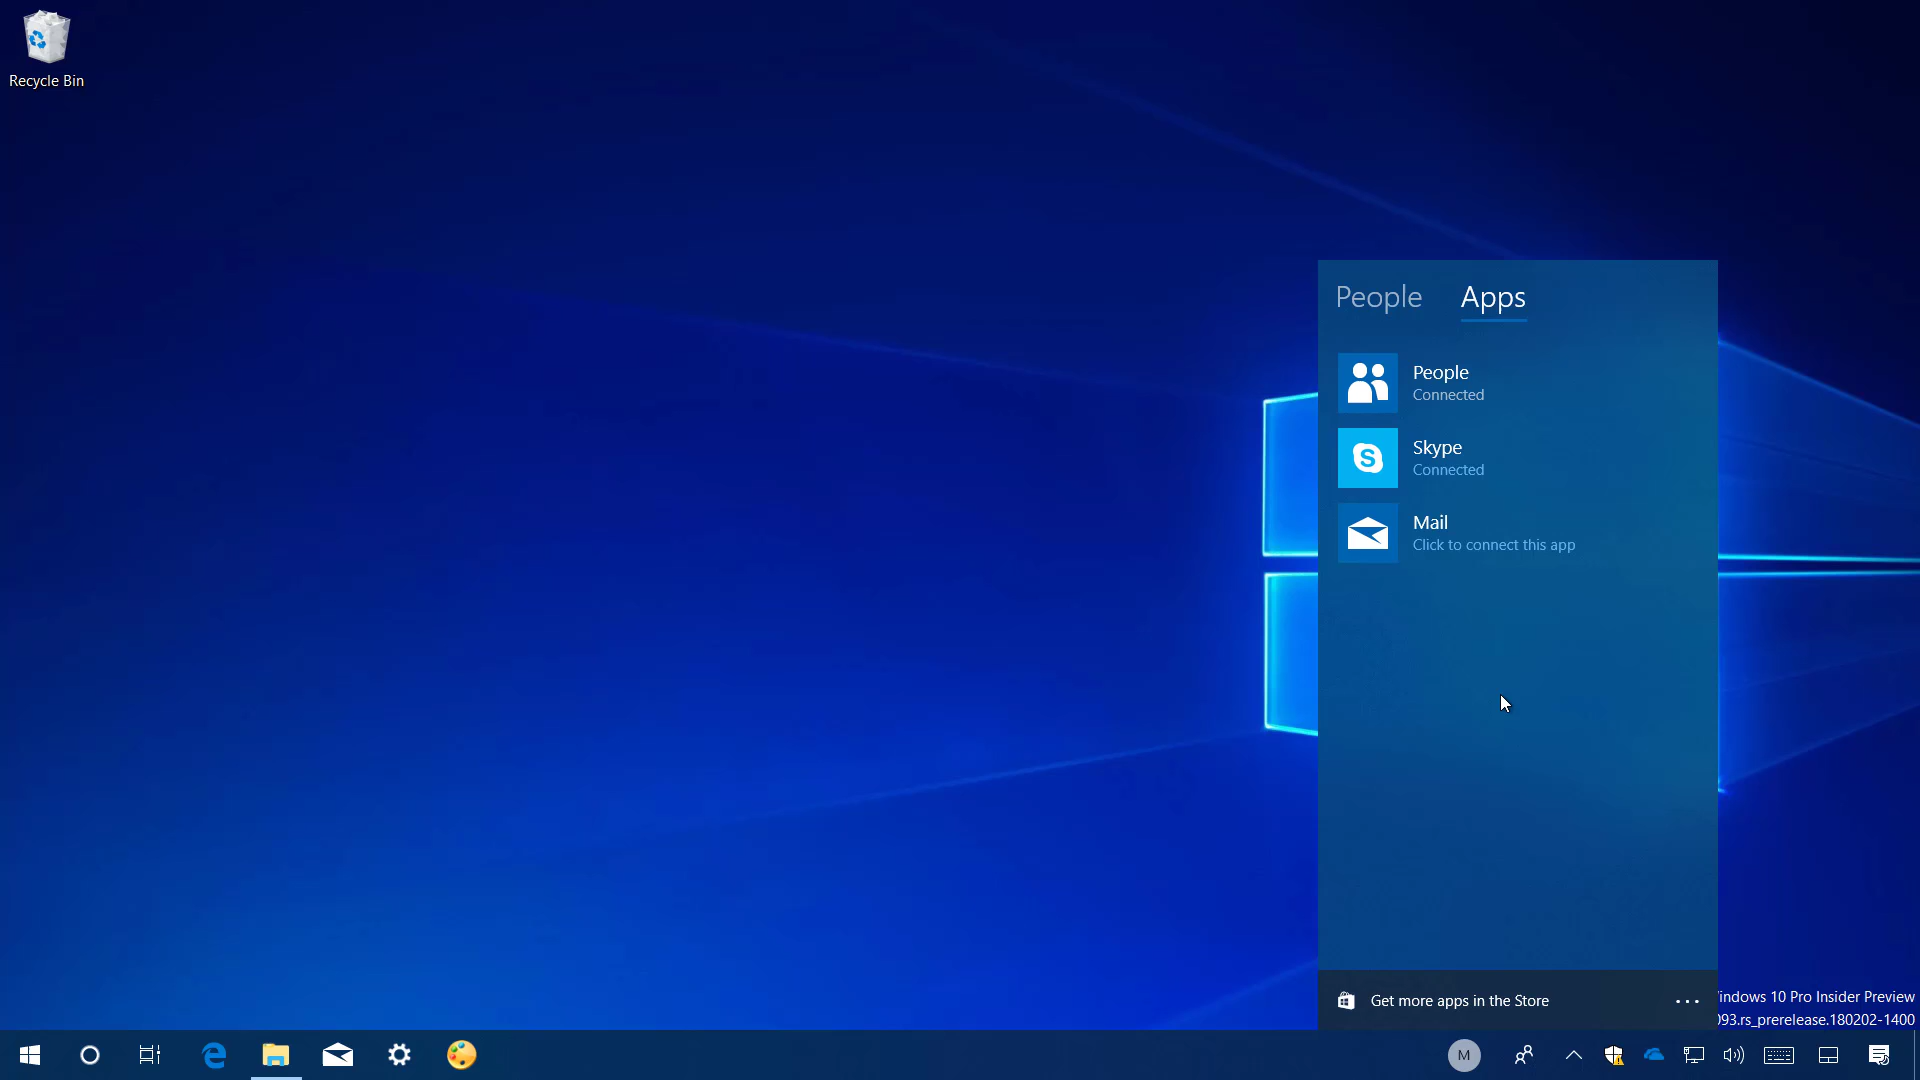 Recycle Bin
People Apps
People
Connected
Skype
Connected
Mail
Click to connect this app
Get more apps in the Store
indows 10 Pro Insider Preview
093.rs_prerelease.180202-1400
M